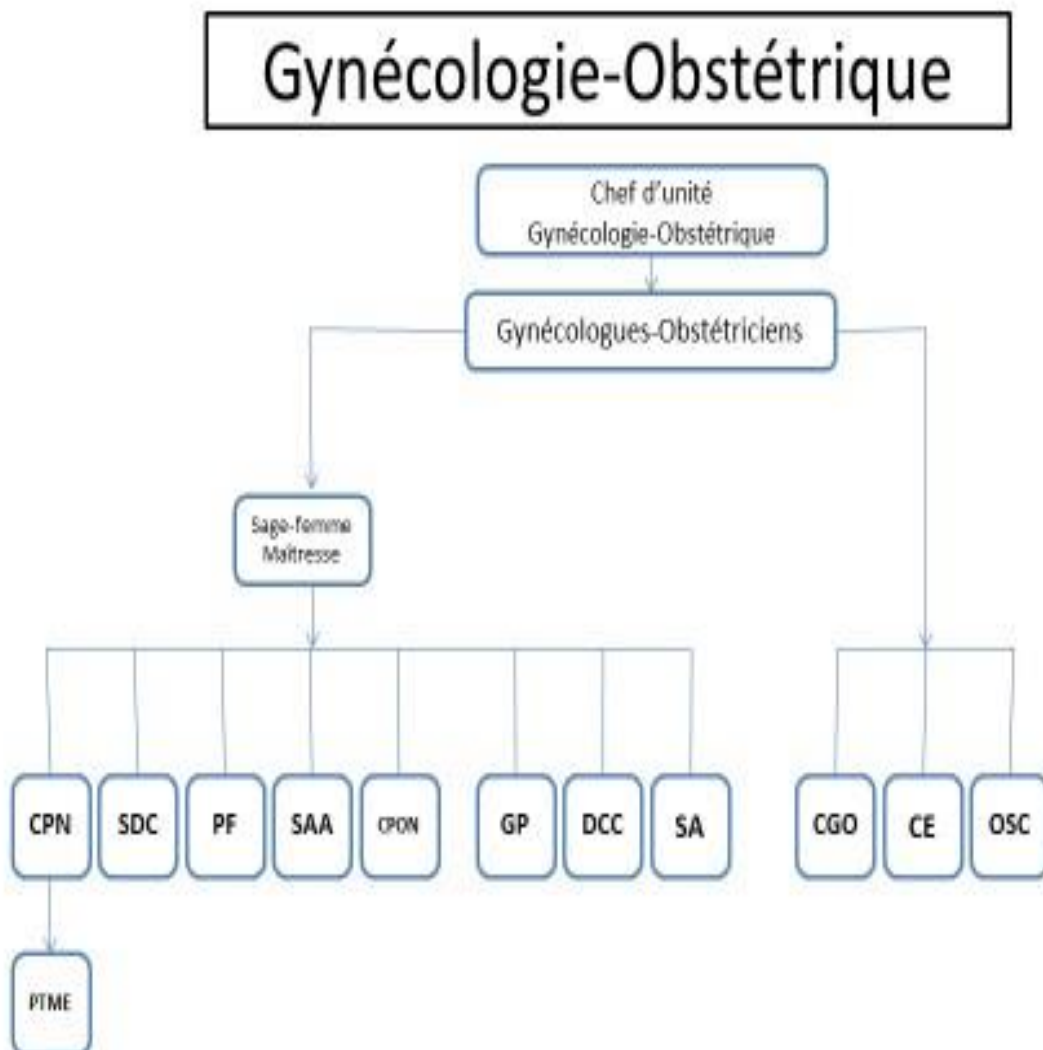 Gynécologie-Obstétrique
Chef d'unité
Gynécologie-Obstétrique
Gynécologues-Obstétriciens
Sage-femme
Maîtresse
CPN
SDC
PF
SAA
CPON
GP
DCC
SA
CGO
CE
OSC
PTME